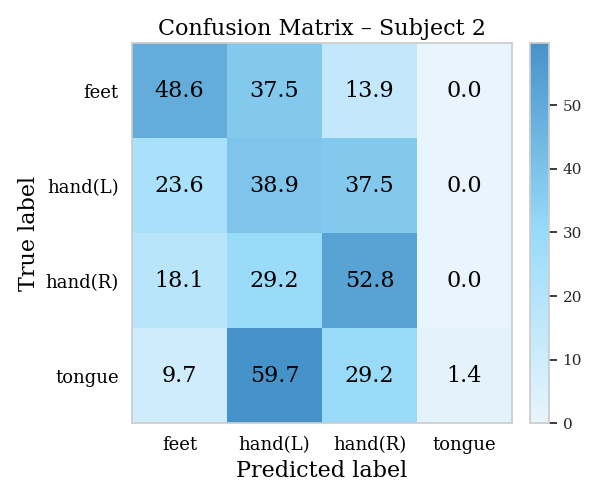 Confusion Matrix – Subject 2
True label
feet 48.6 37.5 13.9 0.0
hand(L) 23.6 38.9 37.5 0.0
hand(R) 18.1 29.2 52.8 0.0
tongue 9.7 59.7 29.2 1.4
feet hand(L) hand(R) tongue
Predicted label
50
40
30
20
10
0